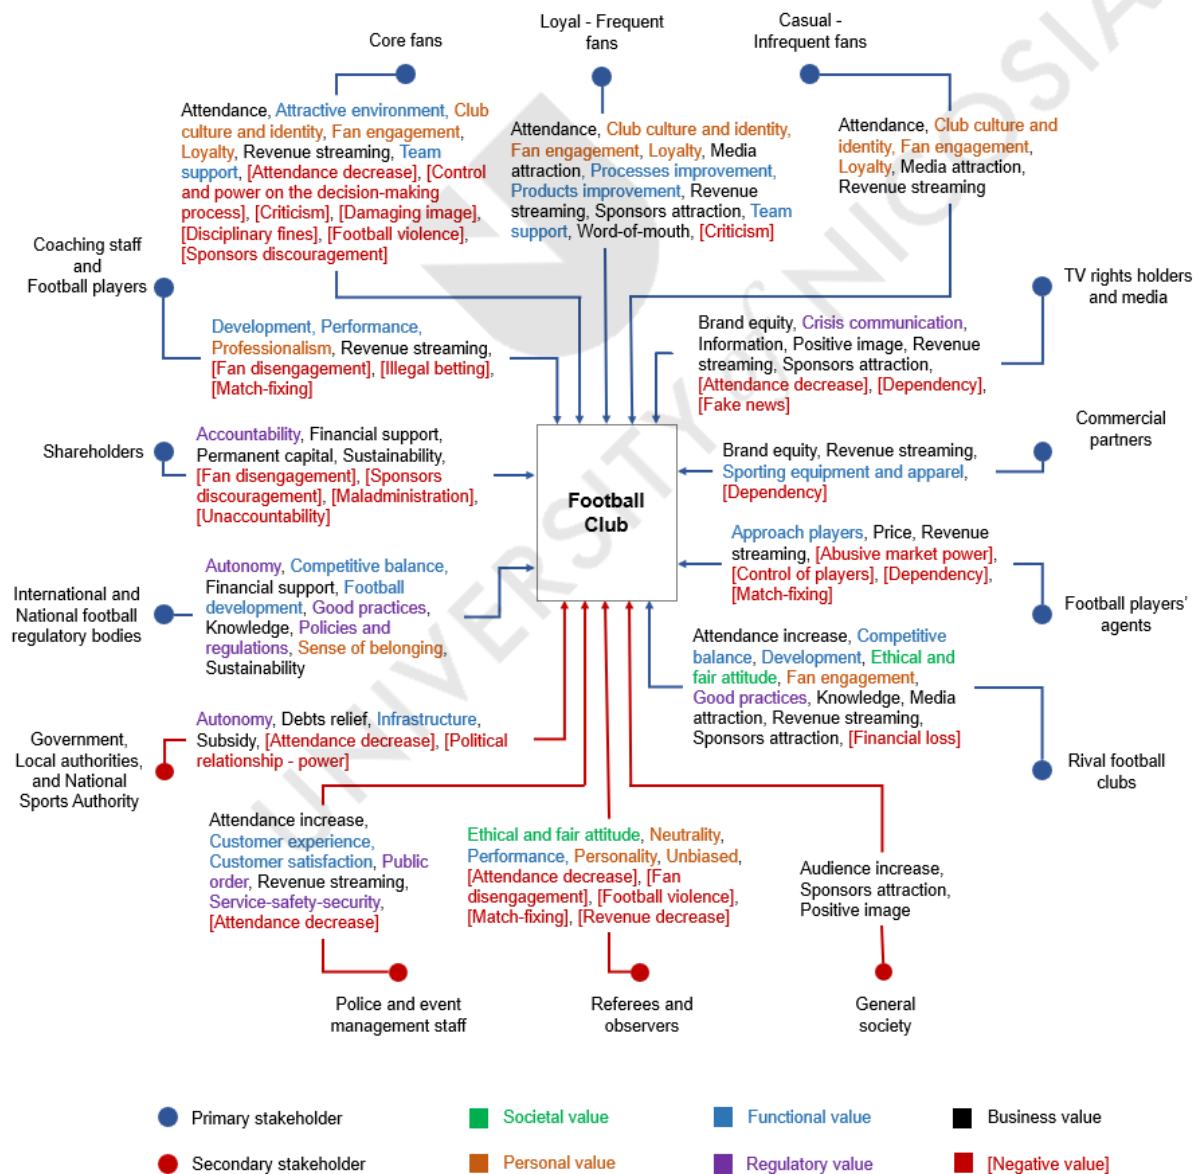 Core fans
Loyal - Frequent
fans
Casual -
Infrequent fans
Attendance, Attractive environment, Club
culture and identity, Fan engagement,
Loyalty, Revenue streaming, Team
support, [Attendance decrease], [Control
and power on the decision-making
process], [Criticism], [Damaging image],
[Disciplinary fines], [Football violence],
[Sponsors discouragement]
Attendance, Club culture and identity,
Fan engagement, Loyalty, Media
attraction, Processes improvement,
Products improvement, Revenue
streaming, Sponsors attraction, Team
support, Word-of-mouth, [Criticism]
Attendance, Club culture and
identity, Fan engagement,
Loyalty, Media attraction,
Revenue streaming
Coaching staff
and
Football players
Development, Performance,
Professionalism, Revenue streaming,
[Fan disengagement], [Illegal betting],
[Match-fixing]
Brand equity, Crisis communication,
Information, Positive image, Revenue
streaming, Sponsors attraction,
[Attendance decrease], [Dependency],
[Fake news]
TV rights holders
and media
Shareholders
Accountability, Financial support,
Permanent capital, Sustainability,
[Fan disengagement], [Sponsors
discouragement], [Maladministration],
[Unaccountability]
Football
Club
Brand equity, Revenue streaming,
Sporting equipment and apparel,
[Dependency]
Commercial
partners
International and
National football
regulatory bodies
Autonomy, Competitive balance,
Financial support, Football
development, Good practices,
Knowledge, Policies and
regulations, Sense of belonging,
Sustainability
Approach players, Price, Revenue
streaming, [Abusive market power],
[Control of players], [Dependency],
[Match-fixing]
Football players'
agents
Government,
Local authorities,
and National
Sports Authority
Autonomy, Debts relief, Infrastructure,
Subsidy, [Attendance decrease], [Political
relationship - power]
Attendance increase, Competitive
balance, Development, Ethical and
fair attitude, Fan engagement,
Good practices, Knowledge, Media
attraction, Revenue streaming,
Sponsors attraction, [Financial loss]
Rival football
clubs
Attendance increase,
Customer experience,
Customer satisfaction, Public
order, Revenue streaming,
Service-safety-security,
[Attendance decrease]
Ethical and fair attitude, Neutrality,
Performance, Personality, Unbiased,
[Attendance decrease], [Fan
disengagement], [Football violence],
[Match-fixing], [Revenue decrease]
Audience increase,
Sponsors attraction,
Positive image
Police and event
management staff
Referees and
observers
General
society
Primary stakeholder
Societal value
Functional value
Business value
Secondary stakeholder
Personal value
Regulatory value
[Negative value]
UNIVERSITY of NICOSIA